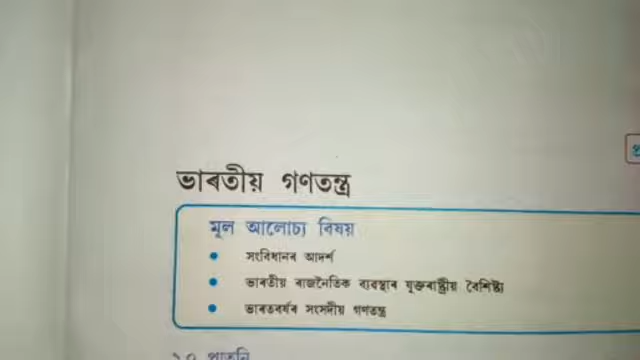 ভাৰতীয় গণতন্ত্ৰ
মূল আলোচ্য বিষয়
সংবিধানৰ আদৰ্শ
ভাৰতীয় ৰাজনৈতিক ব্যৱস্থাৰ যুক্তৰাষ্ট্ৰীয় বৈশিষ্ট্য
ভাৰতবৰ্ষৰ সংসদীয় গণতন্ত্ৰ